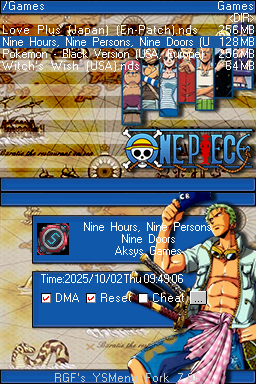 /Games Games
<DIR>
Love Plus (Japan) (En-Patch).nds 256MB
Nine Hours, Nine Persons, Nine Doors (U 128MB
Pokemon - Black Version (USA, Europe) 256MB
Witch's Wish (USA).nds 64MB
ONE PIECE
Nine Hours, Nine Persons
Nine Doors
Aksys Games
Time:2025/10/02Thu 09:49:06
DMA Reset Cheat ...
RGF's YSMenu Fork 7.